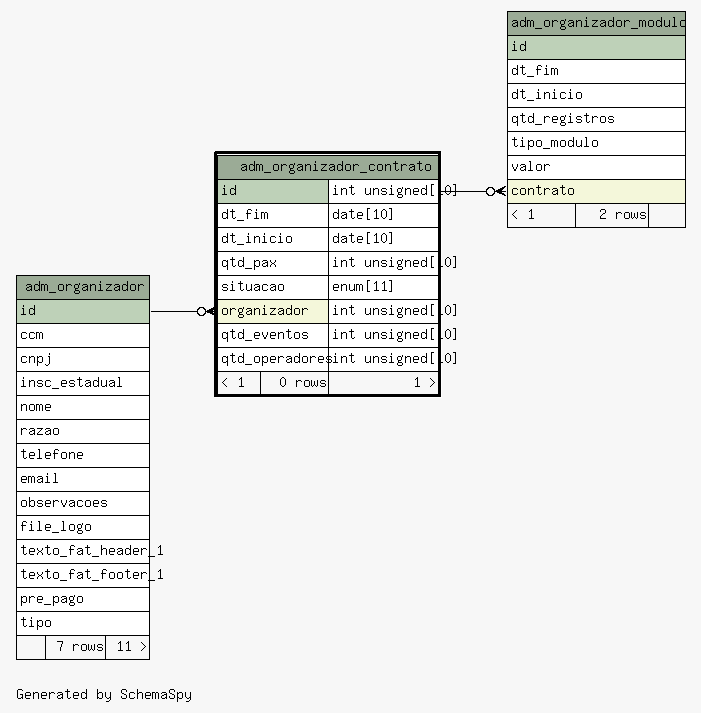 adm_organizador_modulo
id
dt_fim
dt_inicio
qtd_registros
tipo_modulo
valor
contrato
< 1 2 rows
adm_organizador_contrato
id int unsigned[10]
dt_fim date[10]
dt_inicio date[10]
qtd_pax int unsigned[10]
situacao enum[11]
organizador int unsigned[10]
qtd_eventos int unsigned[10]
qtd_operadores int unsigned[10]
< 1 0 rows 1 >
adm_organizador
id
ccm
cnpj
insc_estadual
nome
razao
telefone
email
observacoes
file_logo
texto_fat_header_1
texto_fat_footer_1
pre_pago
tipo
7 rows 11 >
Generated by SchemaSpy